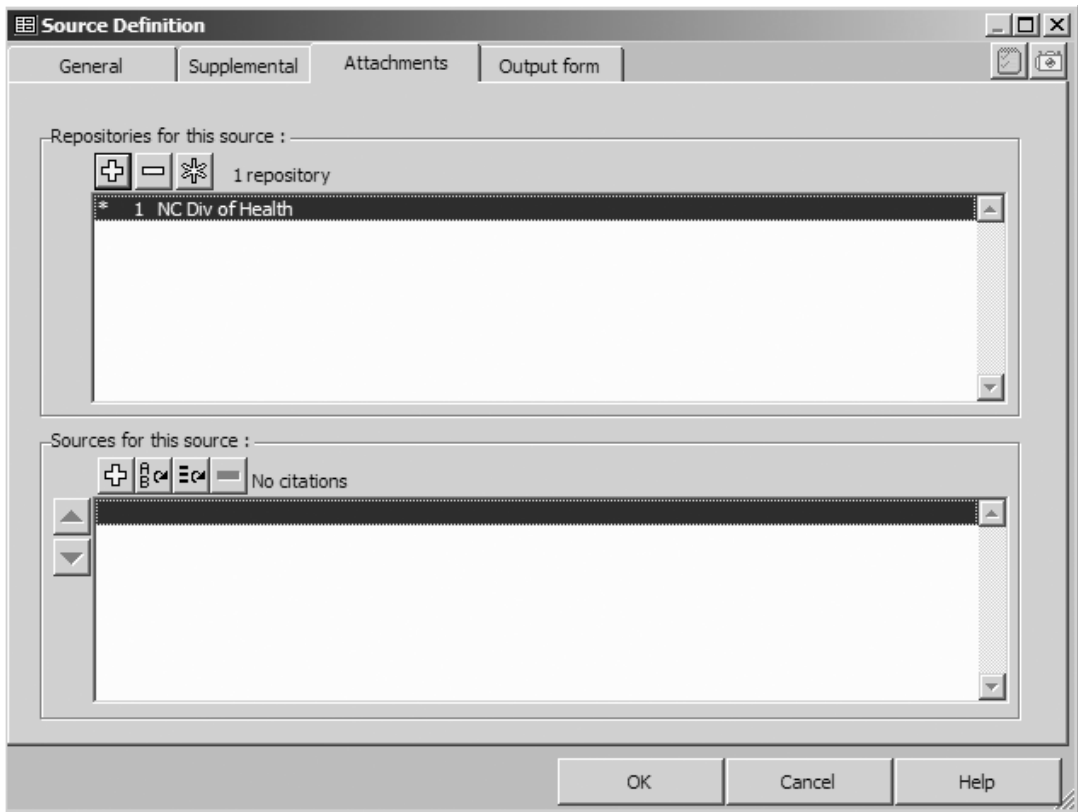 Source Definition
General Supplemental Attachments Output form
Repositories for this source :
1 repository
* 1 NC Div of Health
Sources for this source :
A
B
No citations
OK Cancel Help